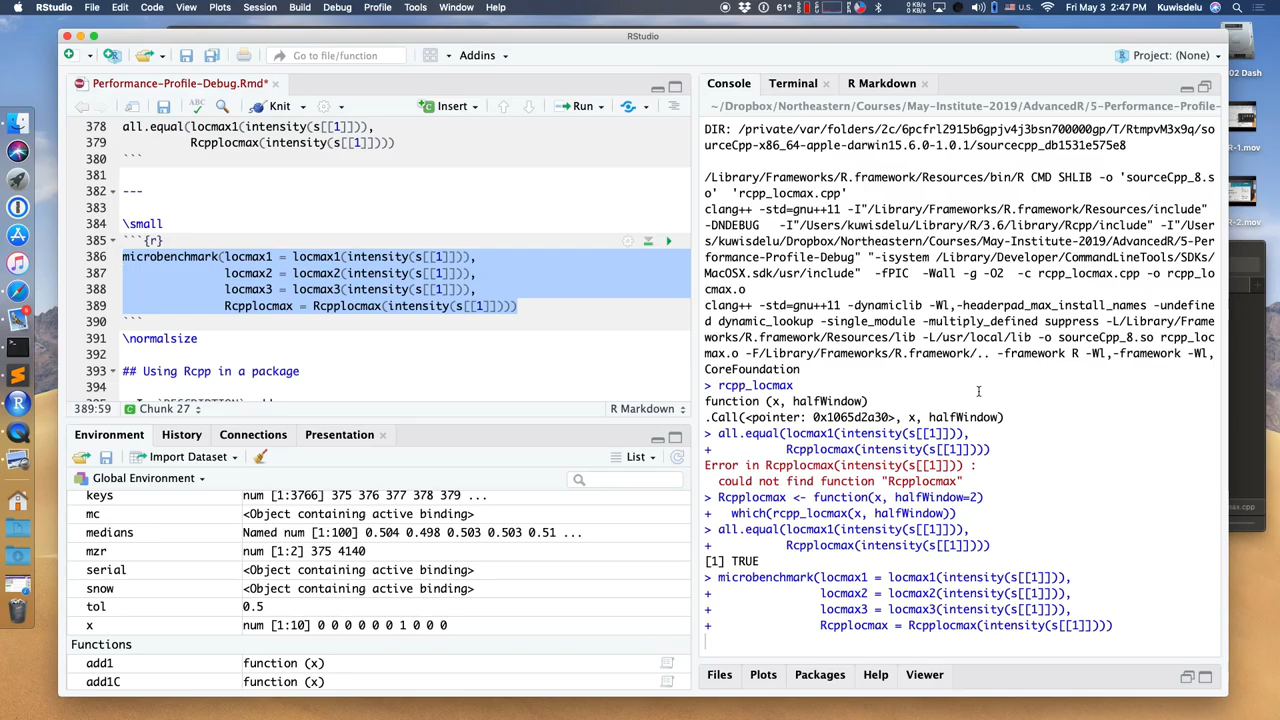 RStudio File Edit Code View Plots Session Build Debug Profile Tools Window Help 61° U.S. Fri May 3 2:47 PM Kuwisdelu
RStudio
Go to file/function Addins Project: (None)
Performance-Profile-Debug.Rmd*
ABC Knit Insert Run
378 all.equal(locmax1(intensity(s[[1]])),
379 Rcpplocmax(intensity(s[[1]])))
380 ```
381
382 ---
383
384 \small
385 ```{r}
386 microbenchmark(locmax1 = locmax1(intensity(s[[1]])),
387 locmax2 = locmax2(intensity(s[[1]])),
388 locmax3 = locmax3(intensity(s[[1]])),
389 Rcpplocmax = Rcpplocmax(intensity(s[[1]])))
390 ```
391 \normalsize
392
393 ## Using Rcpp in a package
394
389:59 Chunk 27 R Markdown
Environment History Connections Presentation
Import Dataset List
Global Environment
keys num [1:3766] 375 376 377 378 379 ...
mc <Object containing active binding>
medians Named num [1:100] 0.504 0.498 0.503 0.503 0.51 ...
mzr num [1:2] 375 4140
serial <Object containing active binding>
snow <Object containing active binding>
tol 0.5
x num [1:10] 0 0 0 0 0 0 1 0 0 0
Functions
add1 function (x)
add1C function (x)
Console Terminal R Markdown
~/Dropbox/Northeastern/Courses/May-Institute-2019/AdvancedR/5-Performance-Profile-
DIR: /private/var/folders/2c/6pcfrl2915b6gpjv4j3bsn700000gp/T/RtmpvM3x9q/so
urceCpp-x86_64-apple-darwin15.6.0-1.0.1/sourcecpp_db1531e575e8
/Library/Frameworks/R.framework/Resources/bin/R CMD SHLIB -o 'sourceCpp_8.s
o' 'rcpp_locmax.cpp'
clang++ -std=gnu++11 -I"/Library/Frameworks/R.framework/Resources/include"
-DNDEBUG -I"/Users/kuwisdelu/Library/R/3.6/library/Rcpp/include" -I"/Us
ers/kuwisdelu/Dropbox/Northeastern/Courses/May-Institute-2019/AdvancedR/5-P
erformance-Profile-Debug" "-isystem /Library/Developer/CommandLineTools/SDKs/
MacOSX.sdk/usr/include" -fPIC -Wall -g -O2 -c rcpp_locmax.cpp -o rcpp_loc
max.o
clang++ -std=gnu++11 -dynamiclib -Wl,-headerpad_max_install_names -undefine
d dynamic_lookup -single_module -multiply_defined suppress -L/Library/Frame
works/R.framework/Resources/lib -L/usr/local/lib -o sourceCpp_8.so rcpp_loc
max.o -F/Library/Frameworks/R.framework/.. -framework R -Wl,-framework -Wl,
CoreFoundation
> rcpp_locmax
function (x, halfWindow)
.Call(<pointer: 0x1065d2a30>, x, halfWindow)
> all.equal(locmax1(intensity(s[[1]])),
+ Rcpplocmax(intensity(s[[1]])))
Error in Rcpplocmax(intensity(s[[1]])) :
could not find function "Rcpplocmax"
> Rcpplocmax <- function(x, halfWindow=2)
+ which(rcpp_locmax(x, halfWindow))
> all.equal(locmax1(intensity(s[[1]])),
+ Rcpplocmax(intensity(s[[1]])))
[1] TRUE
> microbenchmark(locmax1 = locmax1(intensity(s[[1]])),
+ locmax2 = locmax2(intensity(s[[1]])),
+ locmax3 = locmax3(intensity(s[[1]])),
+ Rcpplocmax = Rcpplocmax(intensity(s[[1]])))
Files Plots Packages Help Viewer
02 Dash
R-1.mov
R-2.mov
max.cpp